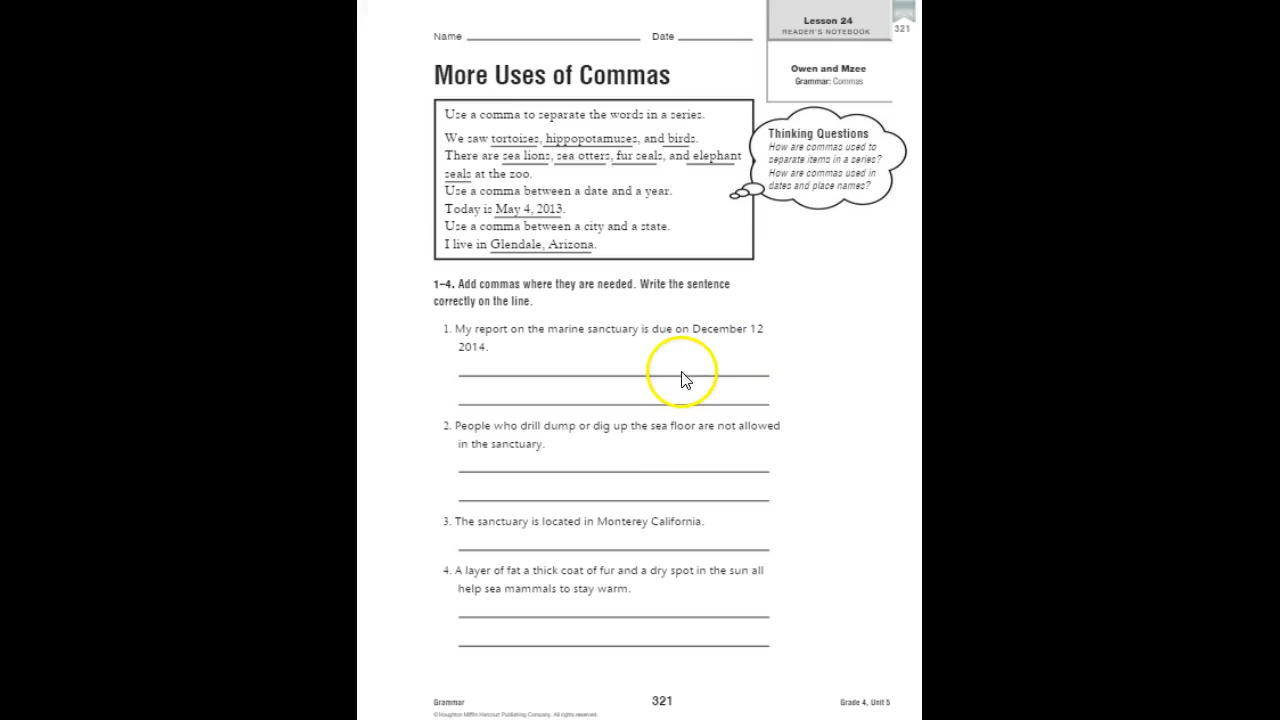 Name
Date
Lesson 24
READER'S NOTEBOOK
321
Owen and Mzee
Grammar: Commas
More Uses of Commas
Use a comma to separate the words in a series.
We saw tortoises, hippopotamuses, and birds.
There are sea lions, sea otters, fur seals, and elephant
seals at the zoo.
Use a comma between a date and a year.
Today is May 4, 2013.
Use a comma between a city and a state.
I live in Glendale, Arizona.
Thinking Questions
How are commas used to
separate items in a series?
How are commas used in
dates and place names?
1–4. Add commas where they are needed. Write the sentence
correctly on the line.
1. My report on the marine sanctuary is due on December 12
2014.
2. People who drill dump or dig up the sea floor are not allowed
in the sanctuary.
3. The sanctuary is located in Monterey California.
4. A layer of fat a thick coat of fur and a dry spot in the sun all
help sea mammals to stay warm.
Grammar
321
Grade 4, Unit 5
© Houghton Mifflin Harcourt Publishing Company. All rights reserved.